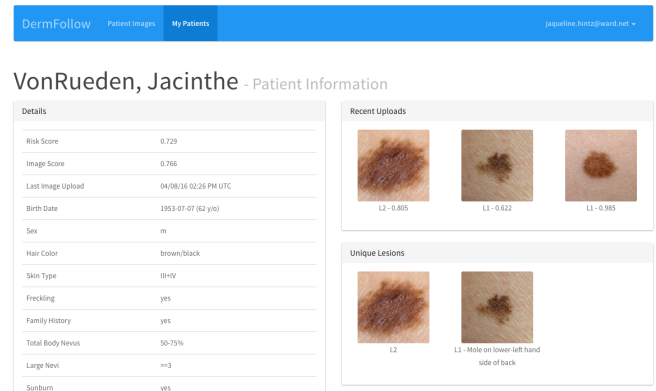 DermFollow Patient Images My Patients jaqueline.hintz@ward.net
VonRueden, Jacinthe - Patient Information
Details
Risk Score 0.729
Image Score 0.766
Last Image Upload 04/08/16 02:26 PM UTC
Birth Date 1953-07-07 (62 y/o)
Sex m
Hair Color brown/black
Skin Type III+IV
Freckling yes
Family History yes
Total Body Nevus 50-75%
Large Nevi >=3
Sunburn yes
Recent Uploads
L2 - 0.805 L1 - 0.622 L1 - 0.985
Unique Lesions
L2 L1 - Mole on lower-left hand
side of back